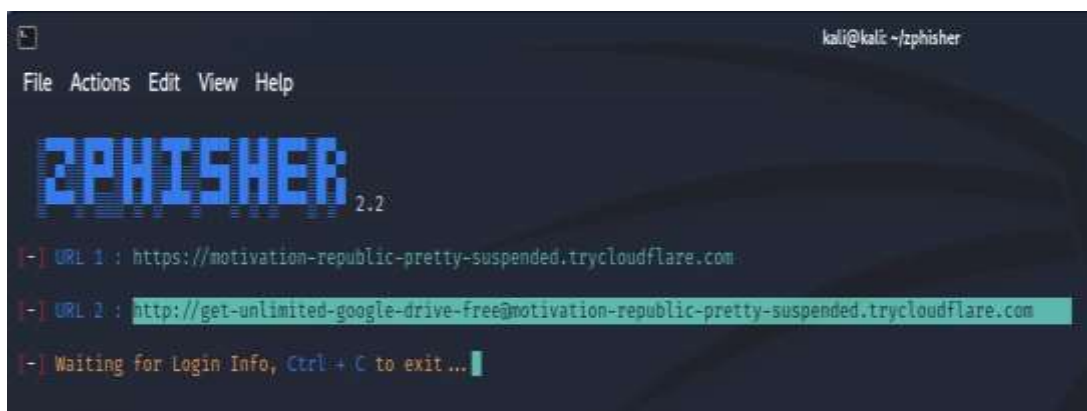 kali@kali: ~/zphisher
File Actions Edit View Help
ZPHISHER
2.2
[-] URL 1 : https://motivation-republic-pretty-suspended.trycloudflare.com
[-] URL 2 : http://get-unlimited-google-drive-free@motivation-republic-pretty-suspended.trycloudflare.com
[-] Waiting for Login Info, Ctrl + C to exit...